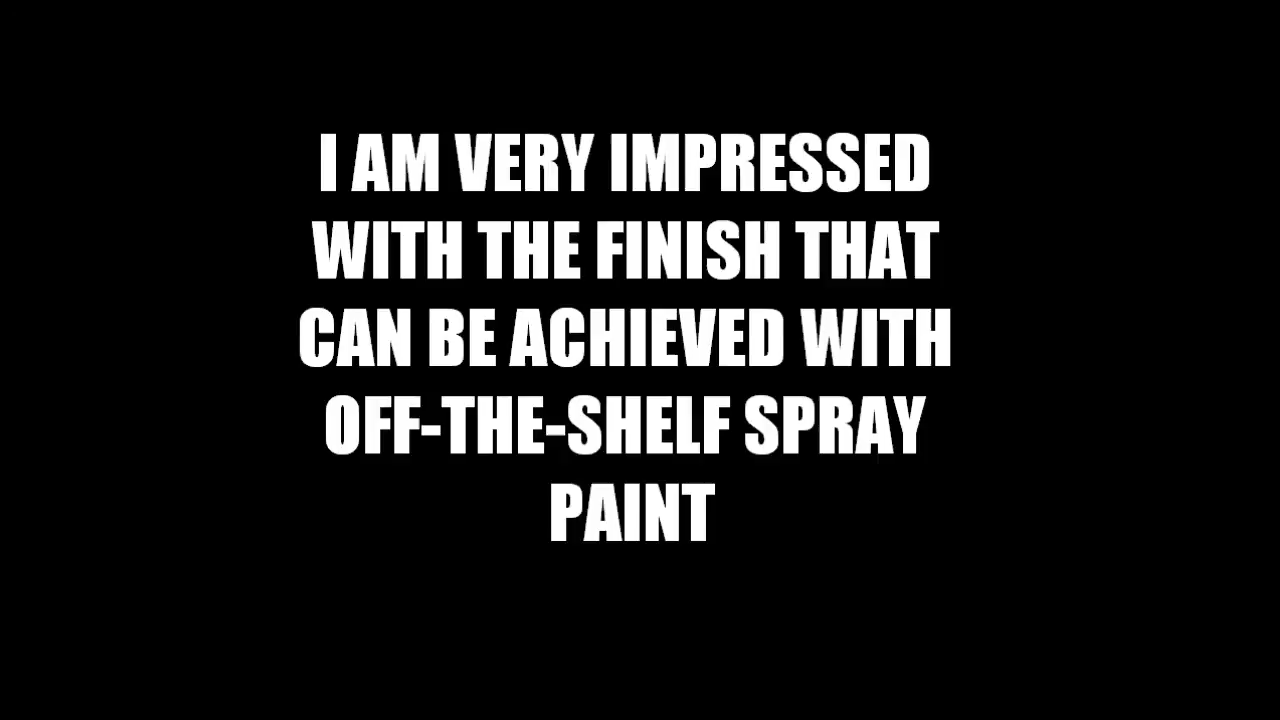 I AM VERY IMPRESSED
WITH THE FINISH THAT
CAN BE ACHIEVED WITH
OFF-THE-SHELF SPRAY
PAINT